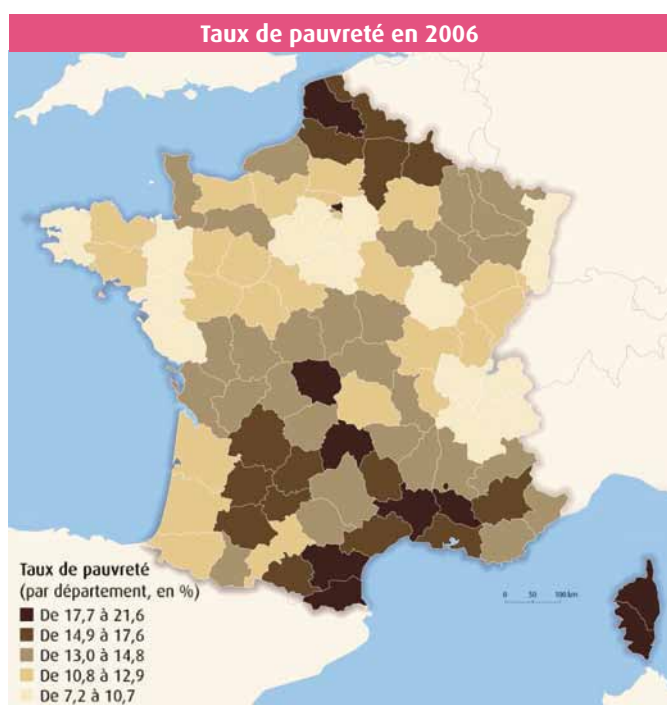 Taux de pauvreté en 2006
Taux de pauvreté
(par département, en %)
De 17,7 à 21,6
De 14,9 à 17,6
De 13,0 à 14,8
De 10,8 à 12,9
De 7,2 à 10,7
0 50 100 km